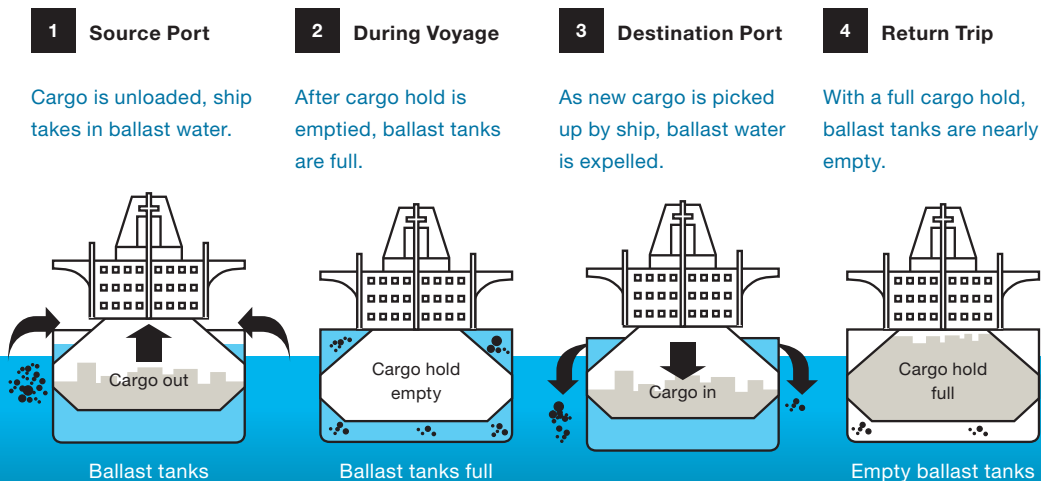 1 Source Port
Cargo is unloaded, ship
takes in ballast water.
Cargo out
Ballast tanks
2 During Voyage
After cargo hold is
emptied, ballast tanks
are full.
Cargo hold
empty
Ballast tanks full
3 Destination Port
As new cargo is picked
up by ship, ballast water
is expelled.
Cargo in
4 Return Trip
With a full cargo hold,
ballast tanks are nearly
empty.
Cargo hold
full
Empty ballast tanks